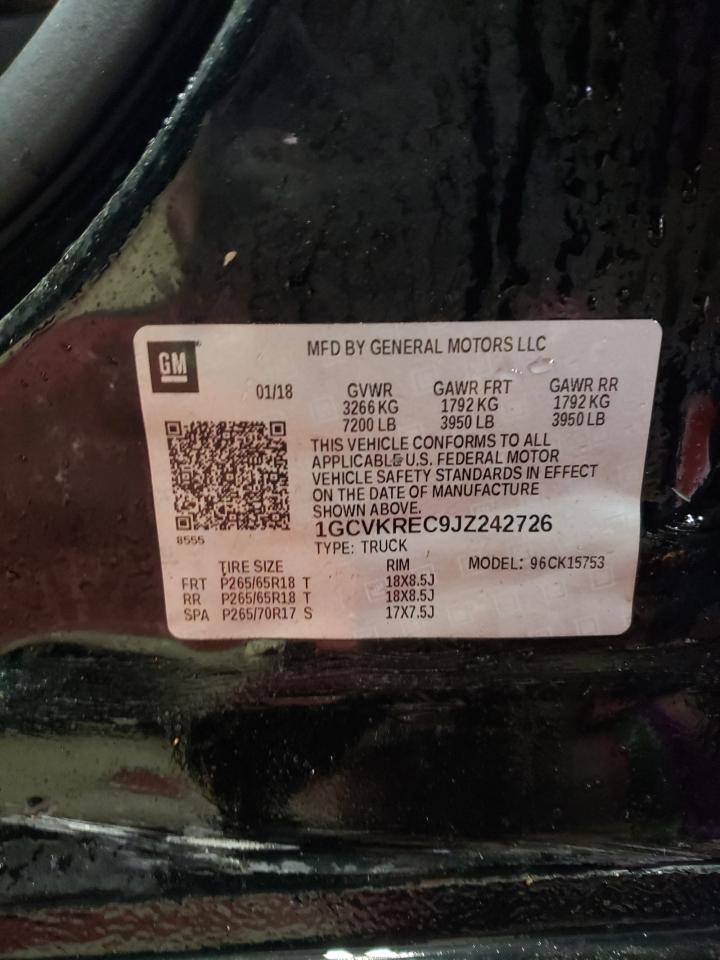 GM
MFD BY GENERAL MOTORS LLC
01/18
GVWR
3266 KG
7200 LB
GAWR FRT
1792 KG
3950 LB
GAWR RR
1792 KG
3950 LB
THIS VEHICLE CONFORMS TO ALL
APPLICABLE U.S. FEDERAL MOTOR
VEHICLE SAFETY STANDARDS IN EFFECT
ON THE DATE OF MANUFACTURE
SHOWN ABOVE.
1GCVKREC9JZ242726
8555
TYPE: TRUCK
TIRE SIZE RIM MODEL: 96CK15753
FRT P265/65R18 T 18X8.5J
RR P265/65R18 T 18X8.5J
SPA P265/70R17 S 17X7.5J